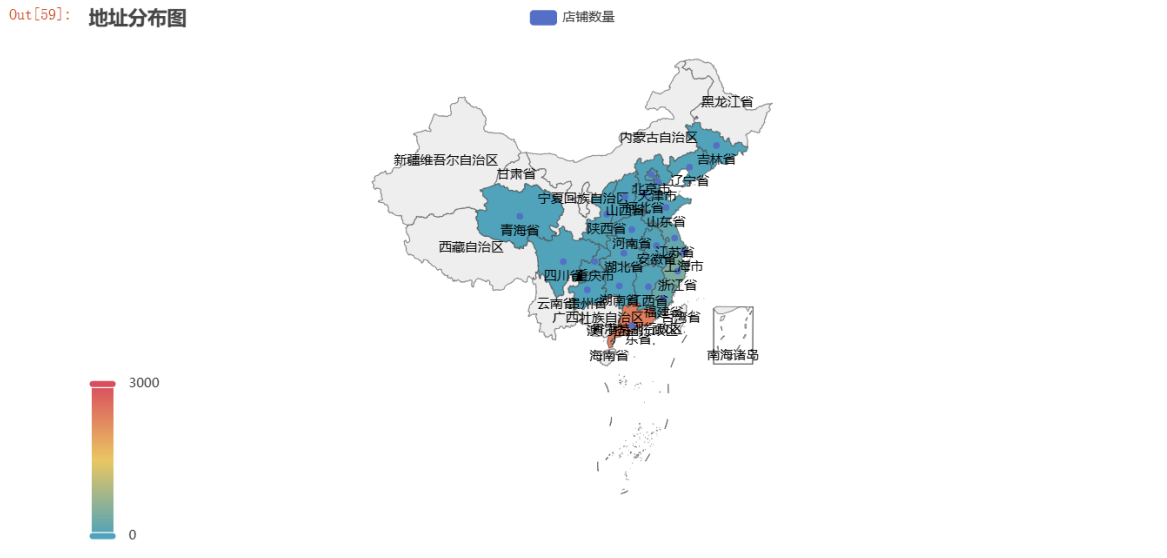 Out[59]:
地址分布图
店铺数量
黑龙江省
内蒙古自治区
新疆维吾尔自治区
吉林省
甘肃省
辽宁省
北京市
天津市
宁夏回族自治区
山西省
河北省
山东省
青海省
陕西省
西藏自治区
河南省
江苏省
安徽省
上海市
四川省
重庆市
湖北省
浙江省
云南省
贵州省
湖南省
江西省
福建省
广西壮族自治区
台湾省
广东省
海南省
南海诸岛
3000
0